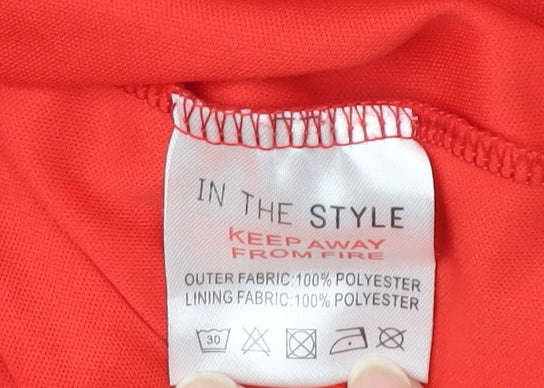 IN THE STYLE
KEEP AWAY
FROM FIRE
OUTER FABRIC:100% POLYESTER
LINING FABRIC:100% POLYESTER
30